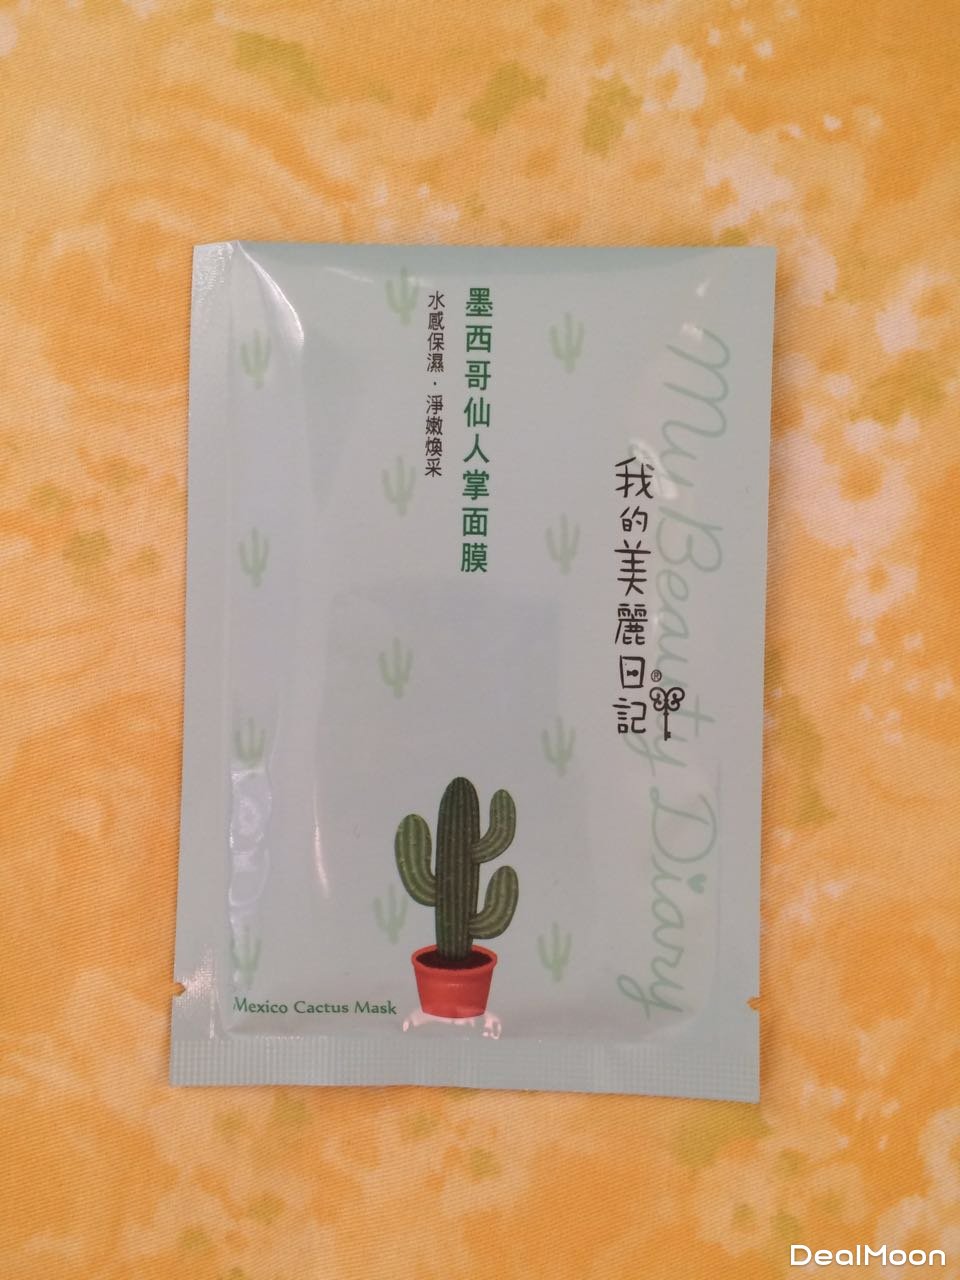 My Beauty Diary
我的美麗日記®
墨西哥仙人掌面膜
水感保濕・淨嫩煥采
Mexico Cactus Mask
DealMoon